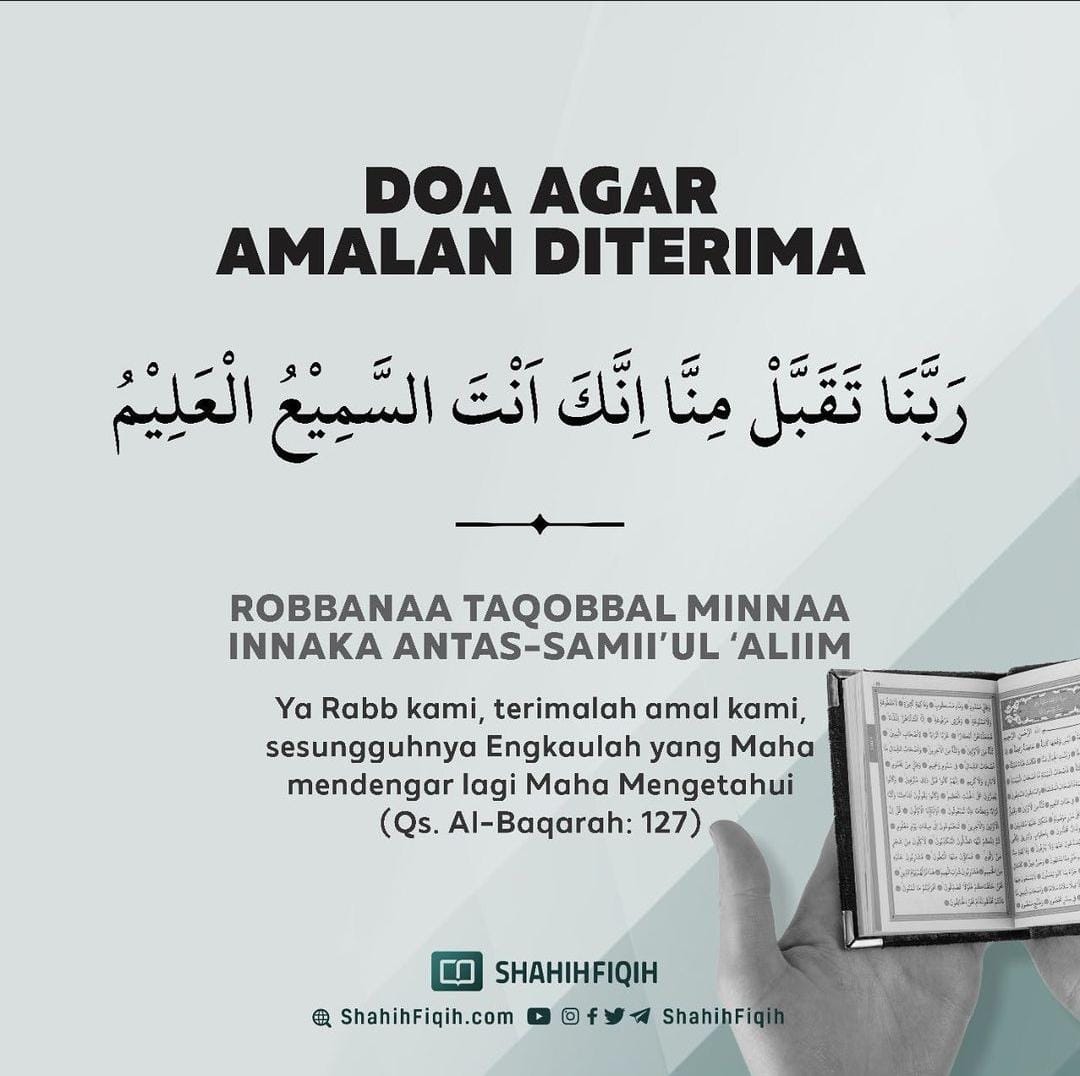 DOA AGAR
AMALAN DITERIMA
رَبَّنَا تَقَبَّلْ مِنَّا اِنَّكَ اَنْتَ السَّمِيْعُ الْعَلِيْمُ
ROBBANAA TAQOBBAL MINNAA
INNAKA ANTAS-SAMII'UL 'ALIIM
Ya Rabb kami, terimalah amal kami,
sesungguhnya Engkaulah yang Maha
mendengar lagi Maha Mengetahui
(Qs. Al-Baqarah: 127)
SHAHIHFIQIH
ShahihFiqih.com ShahihFiqih